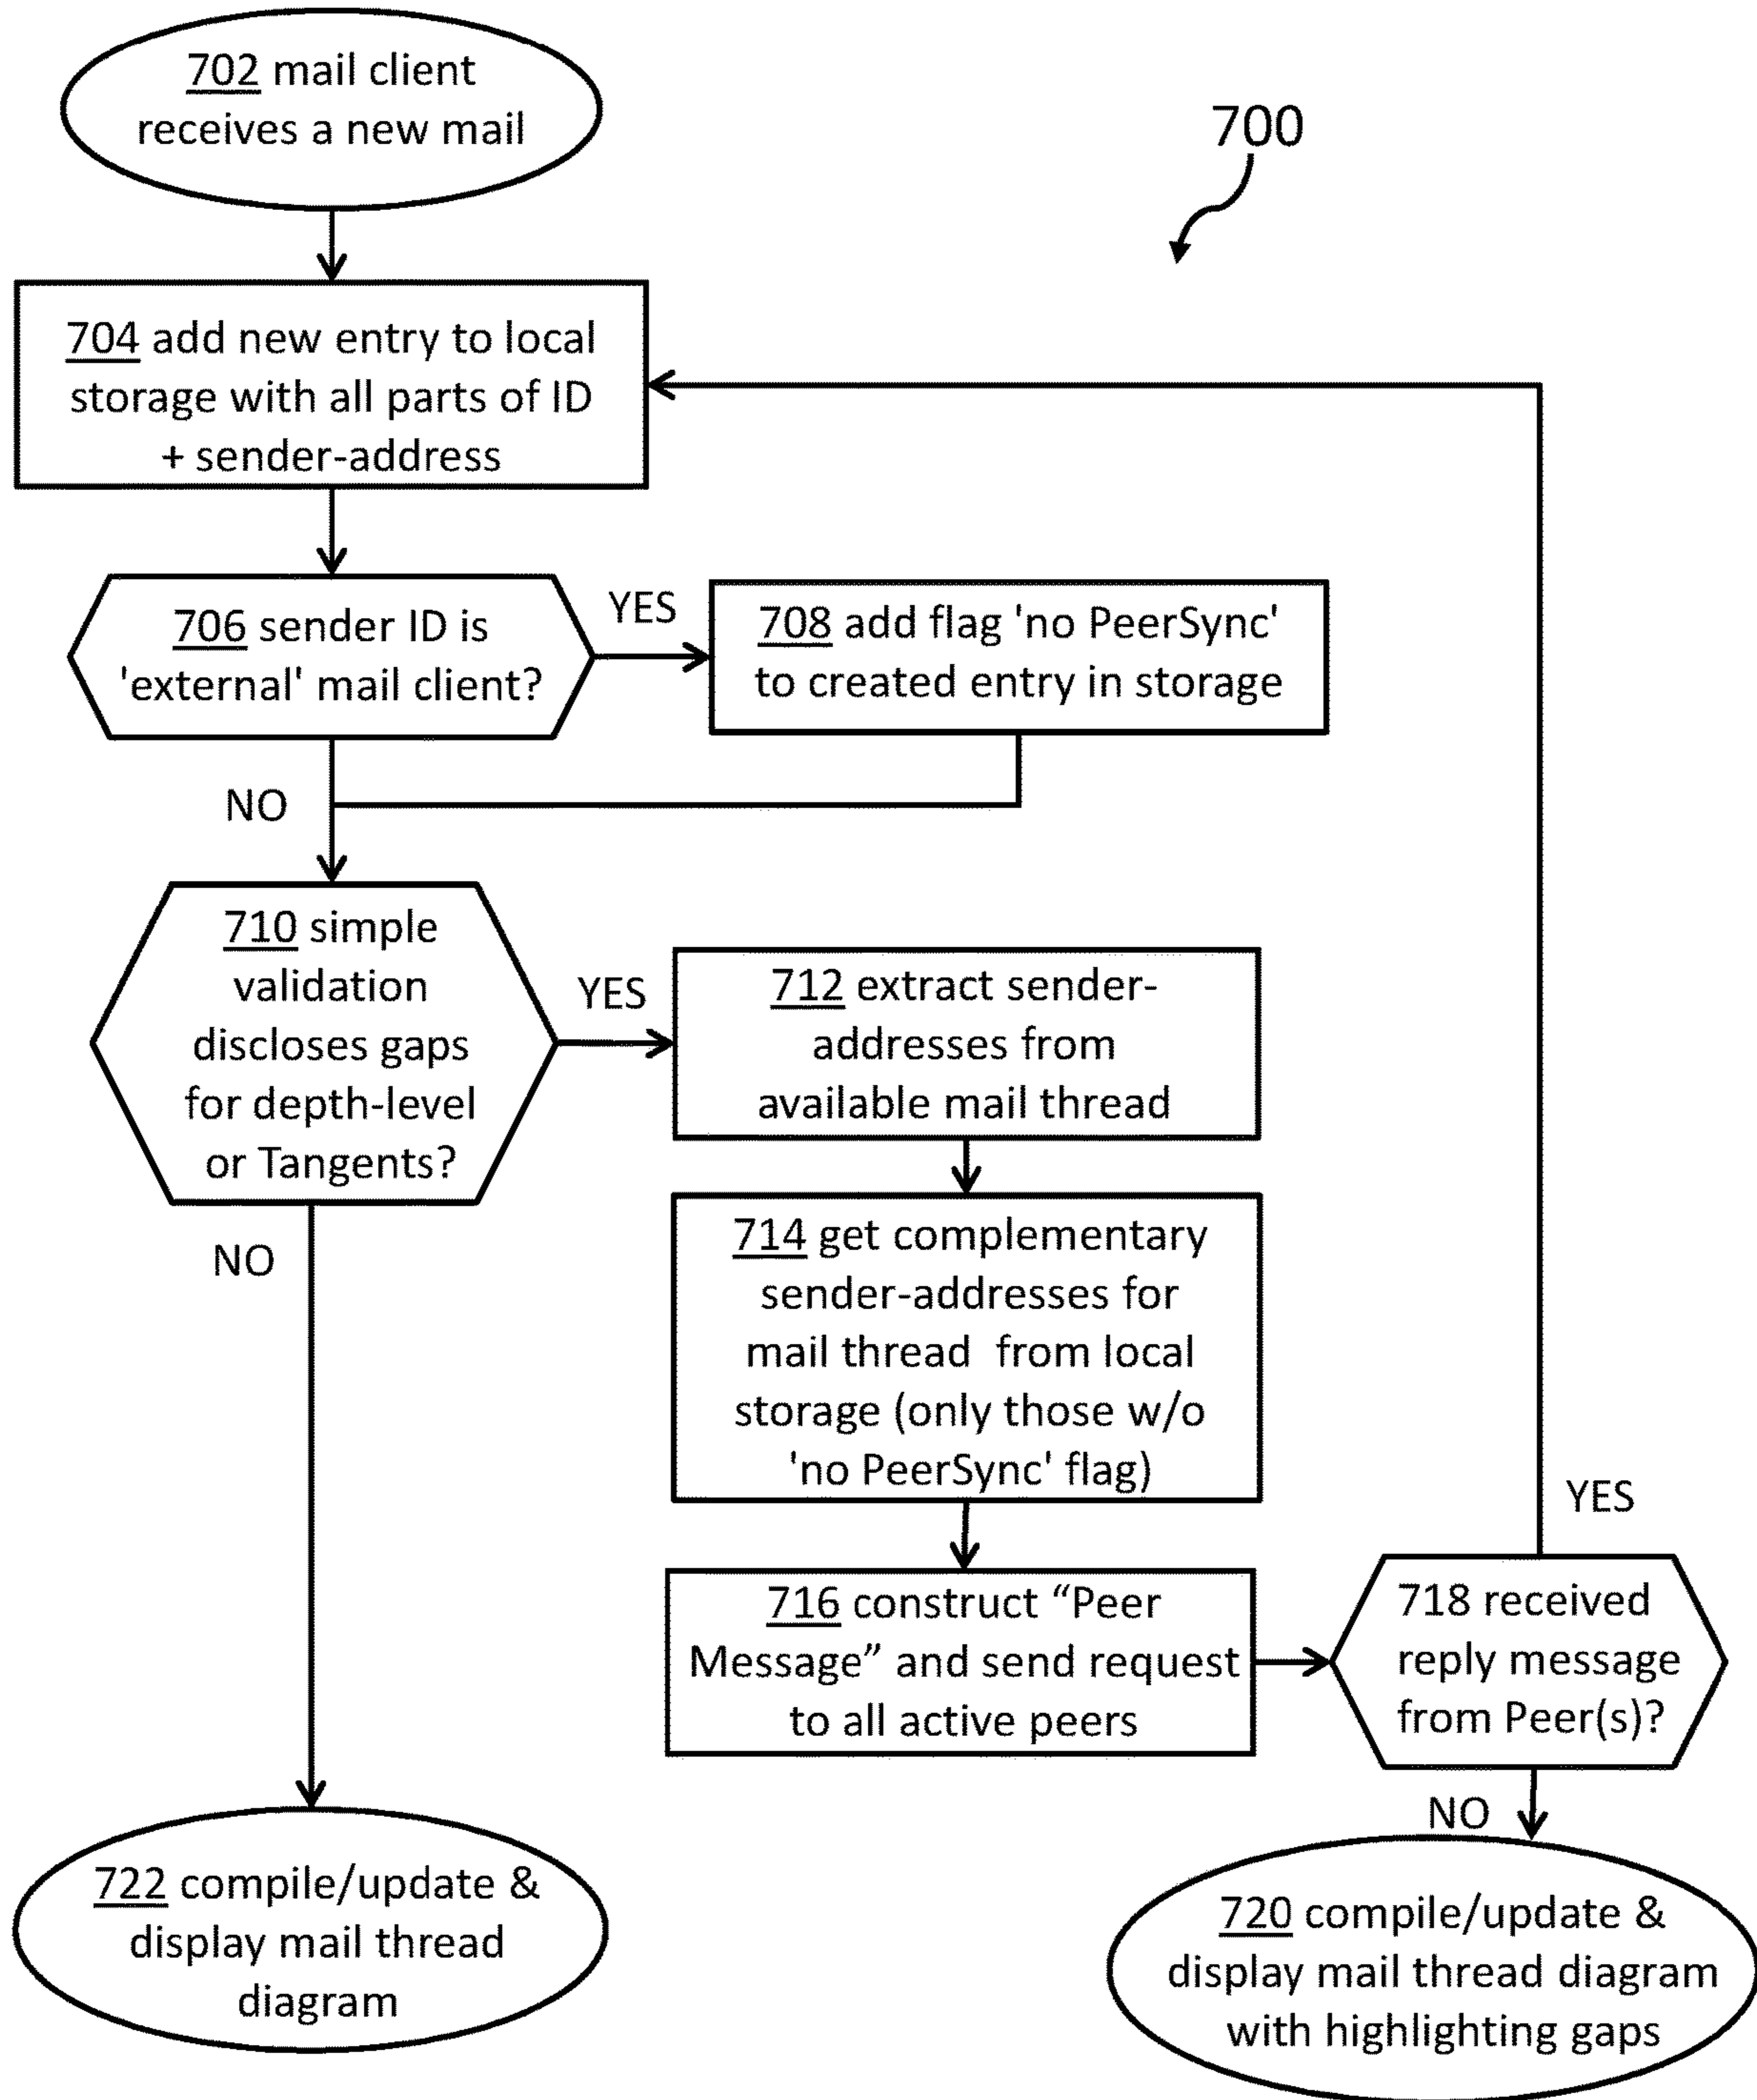 702 mail client
receives a new mail
700
704 add new entry to local
storage with all parts of ID
+ sender-address
706 sender ID is
'external' mail client?
YES
708 add flag 'no PeerSync'
to created entry in storage
NO
710 simple
validation
discloses gaps
for depth-level
or Tangents?
YES
712 extract sender-
addresses from
available mail thread
NO
714 get complementary
sender-addresses for
mail thread from local
storage (only those w/o
'no PeerSync' flag)
716 construct “Peer
Message” and send request
to all active peers
YES
718 received
reply message
from Peer(s)?
NO
722 compile/update &
display mail thread
diagram
720 compile/update &
display mail thread diagram
with highlighting gaps